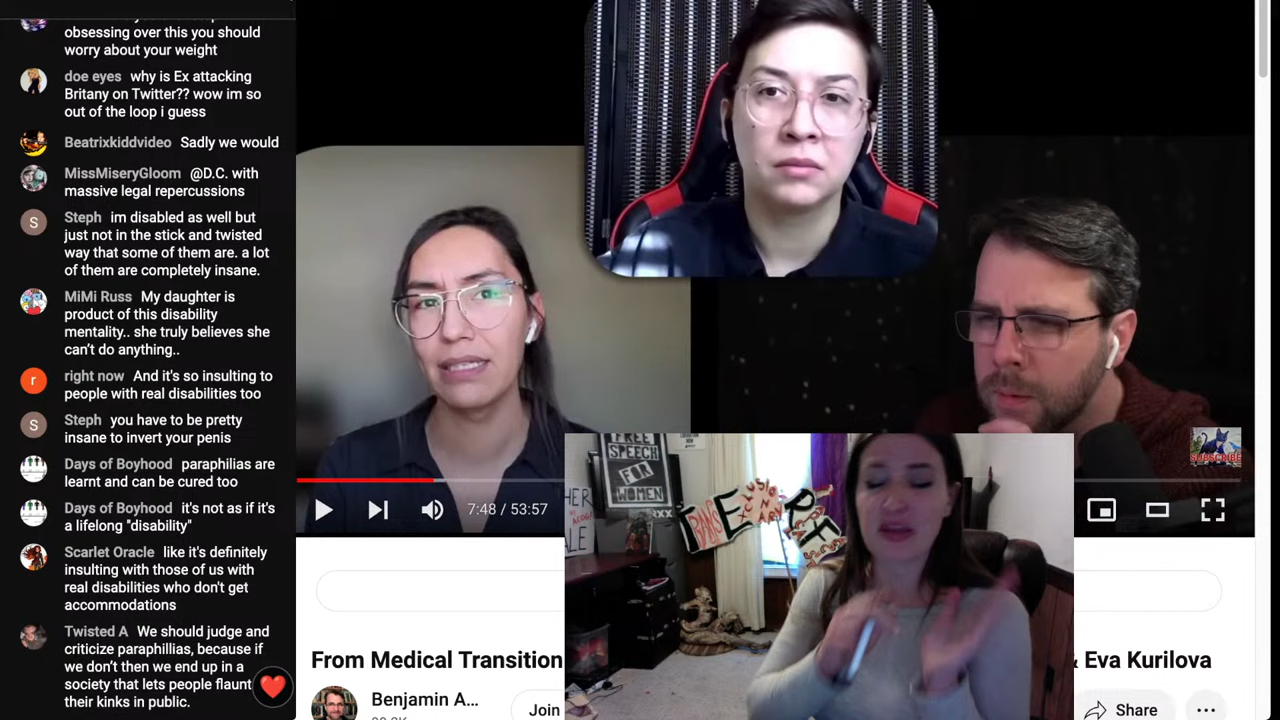 obsessing over this you should
worry about your weight
doe eyes why is Ex attacking
Britany on Twitter?? wow im so
out of the loop i guess
Beatrixkiddvideo Sadly we would
MissMiseryGloom @D.C. with
massive legal repercussions
S
Steph im disabled as well but
just not in the stick and twisted
way that some of them are. a lot
of them are completely insane.
MiMi Russ My daughter is
product of this disability
mentality.. she truly believes she
can't do anything..
r
right now And it's so insulting to
people with real disabilities too
S
Steph you have to be pretty
insane to invert your penis
Days of Boyhood paraphilias are
learnt and can be cured too
Days of Boyhood it's not as if it's
a lifelong "disability"
Scarlet Oracle like it's definitely
insulting with those of us with
real disabilities who don't get
accommodations
Twisted A We should judge and
criticize paraphillias, because if
we don't then we end up in a
society that lets people flaunt
their kinks in public.
SUBSCRIBE
7:48 / 53:57
FREE
SPEECH
FOR
WOMEN
XX
TERF
TRANS
From Medical Transition
& Eva Kurilova
Benjamin A...
Join
Share